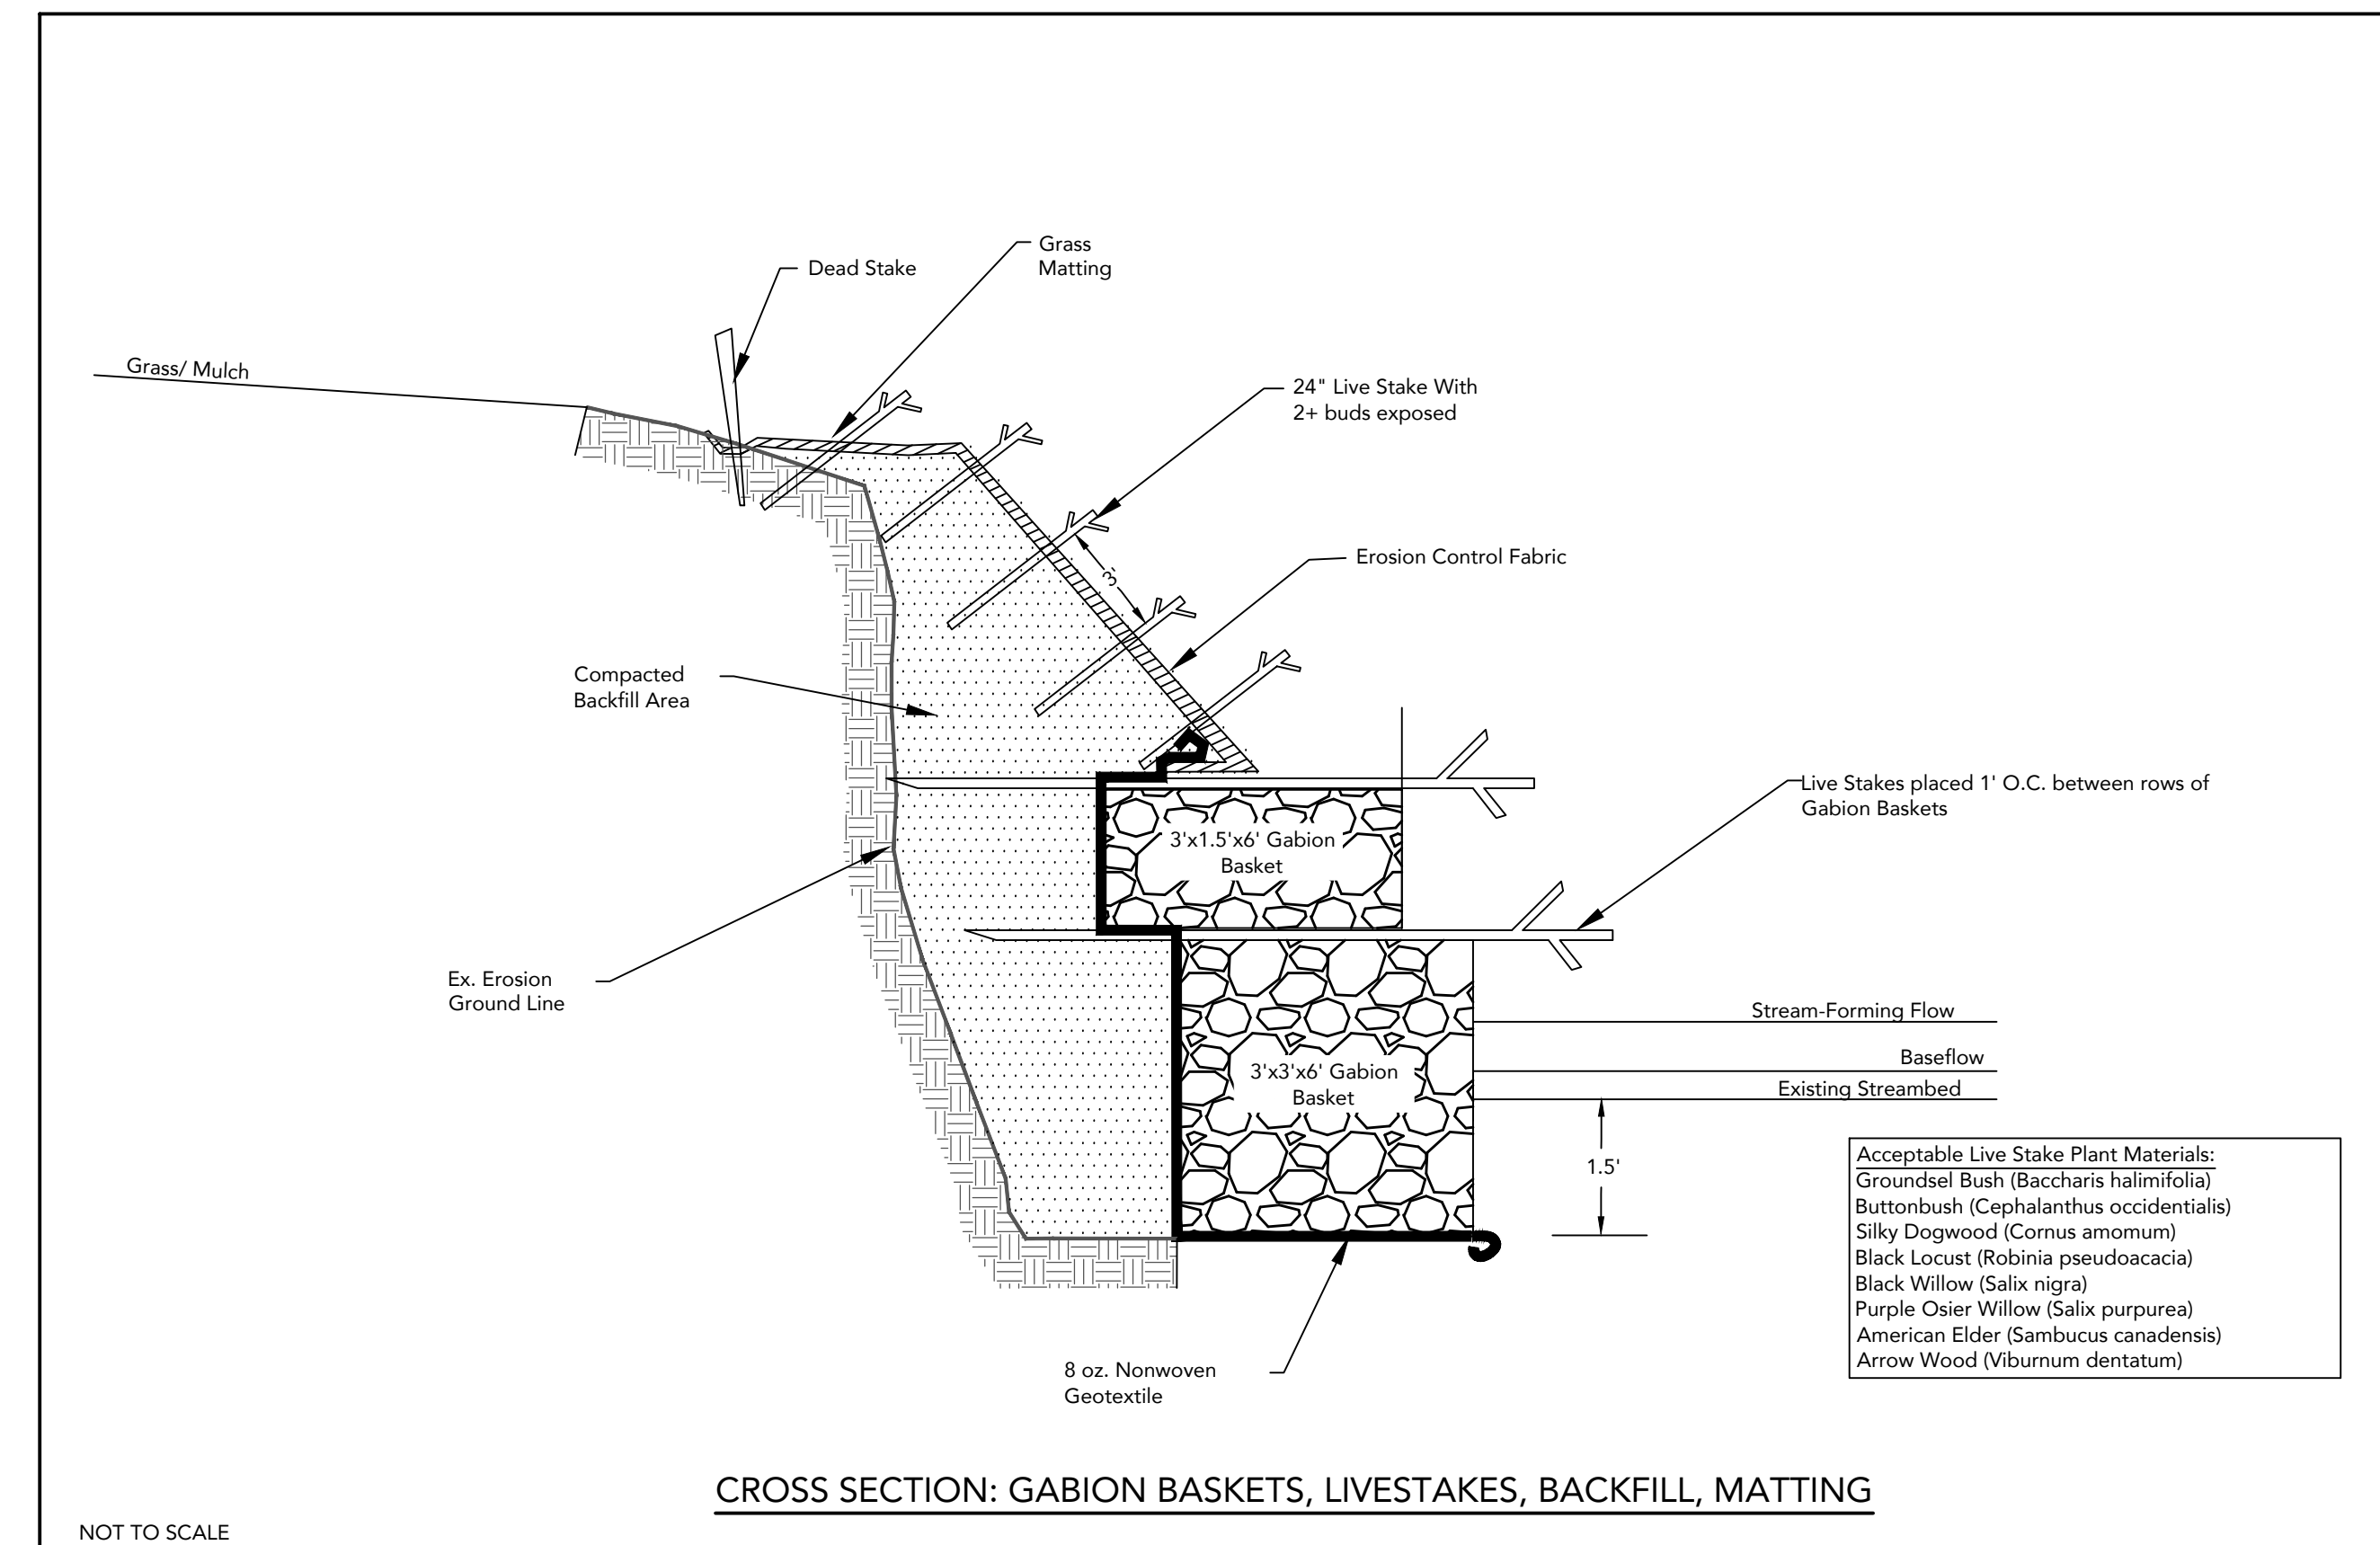 Grass
Matting
Dead Stake
Grass/ Mulch
24" Live Stake With
2+ buds exposed
Erosion Control Fabric
3'
Compacted
Backfill Area
Live Stakes placed 1' O.C. between rows of
Gabion Baskets
3'x1.5'x6' Gabion
Basket
Ex. Erosion
Ground Line
Stream-Forming Flow
Baseflow
3'x3'x6' Gabion
Basket
Existing Streambed
1.5'
Acceptable Live Stake Plant Materials:
Groundsel Bush (Baccharis halimifolia)
Buttonbush (Cephalanthus occidentialis)
Silky Dogwood (Cornus amomum)
Black Locust (Robinia pseudoacacia)
Black Willow (Salix nigra)
Purple Osier Willow (Salix purpurea)
American Elder (Sambucus canadensis)
Arrow Wood (Viburnum dentatum)
8 oz. Nonwoven
Geotextile
CROSS SECTION: GABION BASKETS, LIVESTAKES, BACKFILL, MATTING
NOT TO SCALE